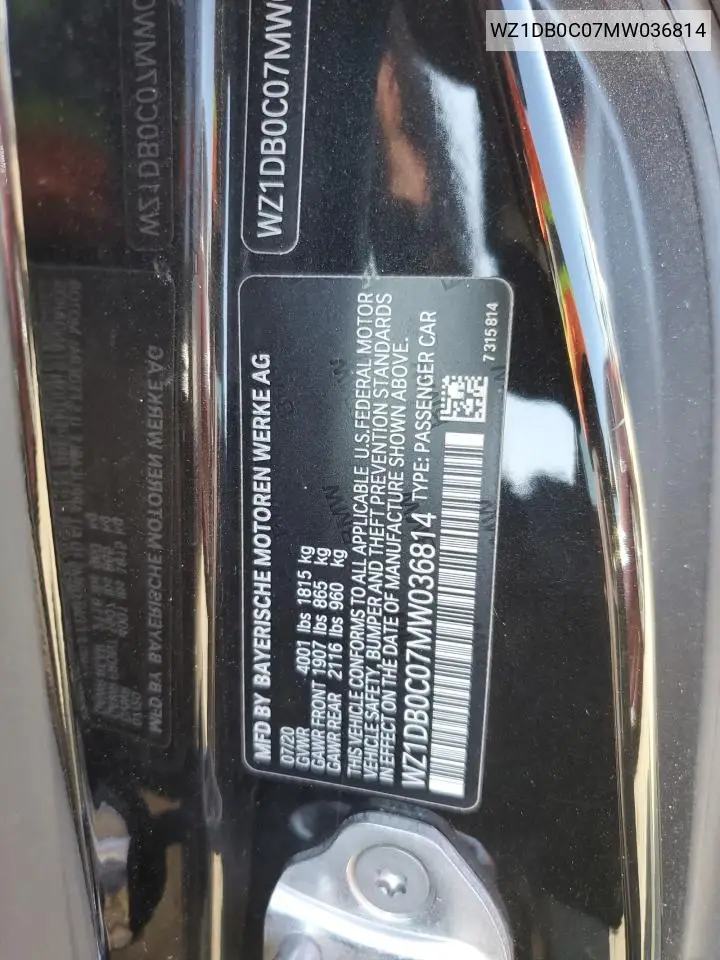 WZ1DB0C07MW036814
WZ1DB0C07MW
MFD BY BAYERISCHE MOTOREN WERKE AG
07/20
GVWR 4001 lbs 1815 kg
GAWR FRONT 1907 lbs 865 kg
GAWR REAR 2116 lbs 960 kg
THIS VEHICLE CONFORMS TO ALL APPLICABLE U.S.FEDERAL MOTOR
VEHICLE SAFETY, BUMPER AND THEFT PREVENTION STANDARDS
IN EFFECT ON THE DATE OF MANUFACTURE SHOWN ABOVE.
WZ1DB0C07MW036814 TYPE: PASSENGER CAR
7 315 814